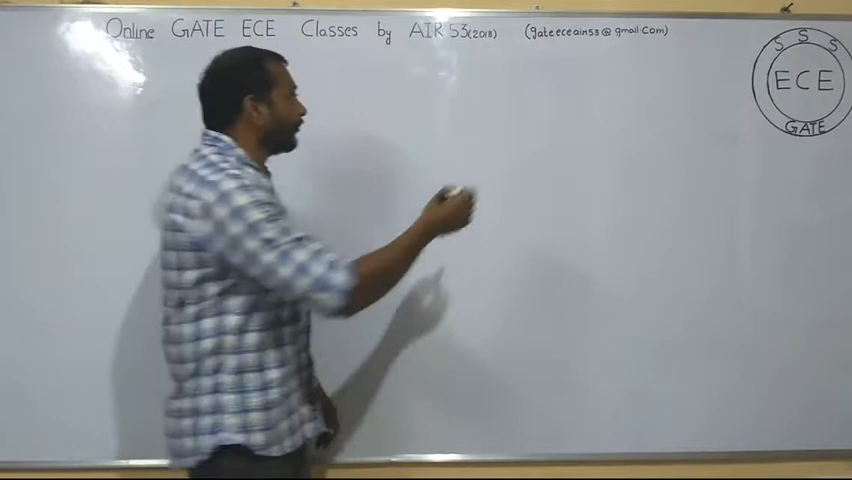 Online GATE ECE Classes by AIR 53(2018) (gateeceain53@gmail.com)
S S S
ECE
GATE